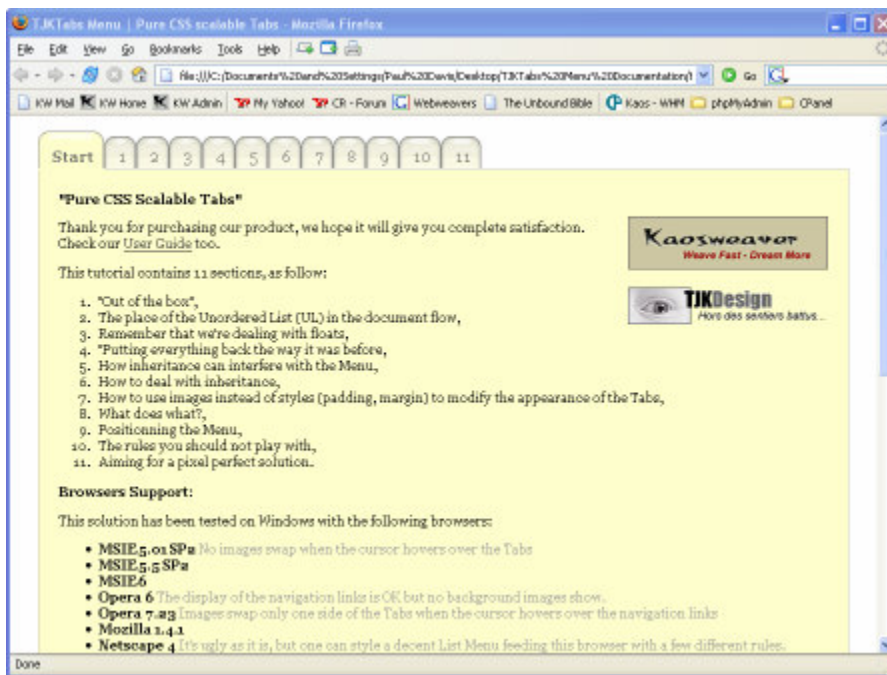 TJKTabs Menu | Pure CSS scalable Tabs - Mozilla Firefox
File Edit View Go Bookmarks Tools Help
file:///C:/Documents%20and%20Settings/Paul%20Davis/Desktop/TJKTabs%20Menu%20Documentation/ Go
KW Mail KW Home KW Admin My Yahoo! CR - Forum Webweavers The Unbound Bible Kaos - WHM phpMyAdmin CPanel
Start 1 2 3 4 5 6 7 8 9 10 11
"Pure CSS Scalable Tabs"
Thank you for purchasing our product, we hope it will give you complete satisfaction.
Check our User Guide too.
Kaosweaver
Weave Fast - Dream More
This tutorial contains 11 sections, as follow:
TJKDesign
Hors des sentiers battus...
1. "Out of the box",
2. The place of the Unordered List (UL) in the document flow,
3. Remember that we're dealing with floats,
4. "Putting everything back the way it was before,
5. How inheritance can interfere with the Menu,
6. How to deal with inheritance,
7. How to use images instead of styles (padding, margin) to modify the appearance of the Tabs,
8. What does what?,
9. Positionning the Menu,
10. The rules you should not play with,
11. Aiming for a pixel perfect solution.
Browsers Support:
This solution has been tested on Windows with the following browsers:
• MSIE5.01 SP2 No images swap when the cursor hovers over the Tabs
• MSIE5.5 SP2
• MSIE6
• Opera 6 The display of the navigation links is OK but no background images show.
• Opera 7.23 Images swap only one side of the Tabs when the cursor hovers over the navigation links
• Mozilla 1.4.1
• Netscape 4 It's ugly as it is, but one can style a decent List Menu feeding this browser with a few different rules.
Done